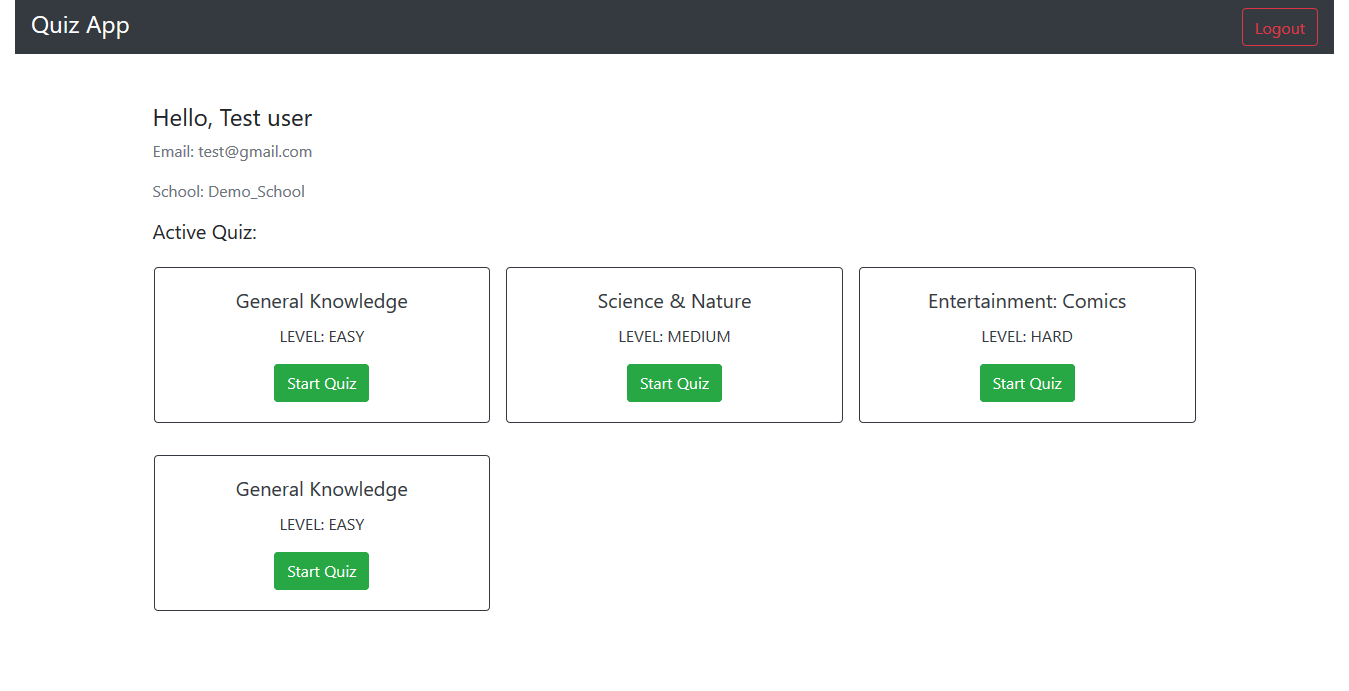 Quiz App
Logout
Hello, Test user
Email: test@gmail.com
School: Demo_School
Active Quiz:
General Knowledge
LEVEL: EASY
Start Quiz
Science & Nature
LEVEL: MEDIUM
Start Quiz
Entertainment: Comics
LEVEL: HARD
Start Quiz
General Knowledge
LEVEL: EASY
Start Quiz